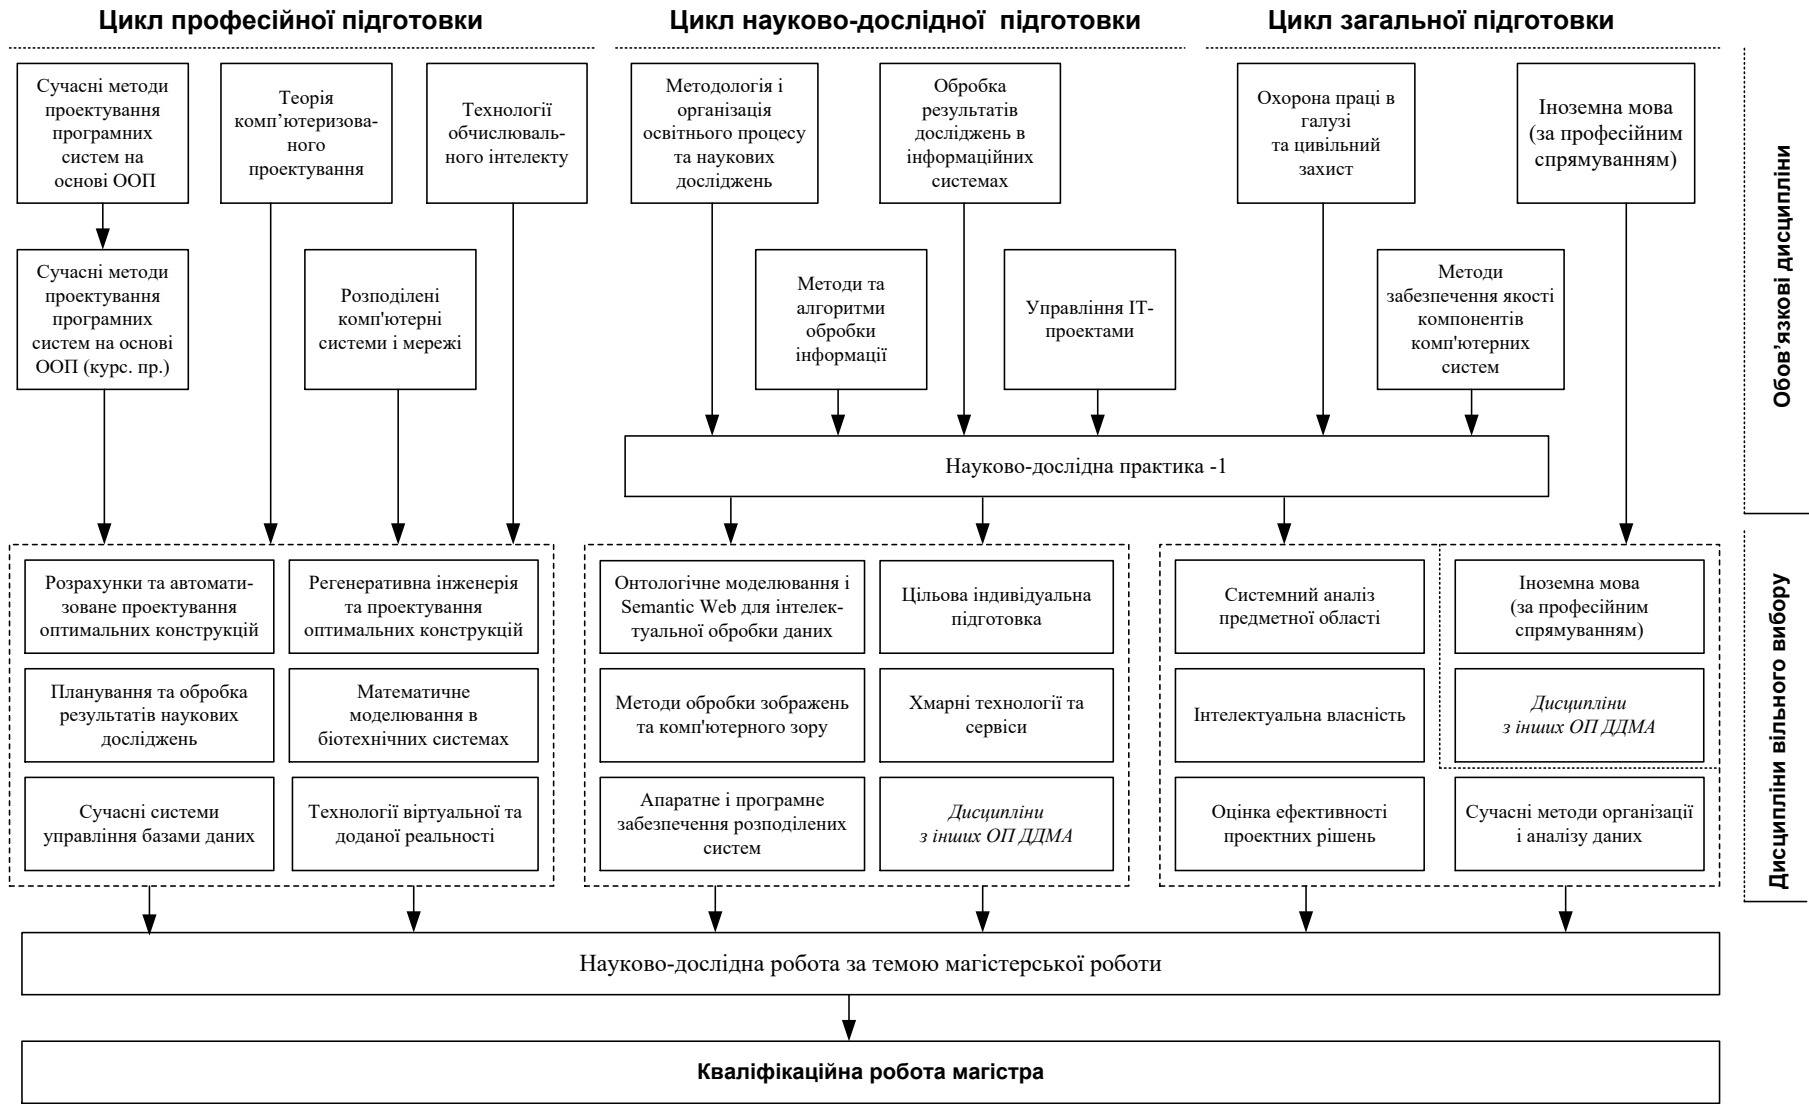 Цикл професійної підготовки
Цикл науково-дослідної підготовки
Цикл загальної підготовки
Сучасні методи
проектування
програмних
систем на
основі ООП
Теорія
комп’ютеризова-
ного
проектування
Технології
обчислюваль-
ного інтелекту
Методологія і
організація
освітнього процесу
та наукових
досліджень
Обробка
результатів
досліджень в
інформаційних
системах
Охорона праці в
галузі
та цивільний
захист
Іноземна мова
(за професійним
спрямуванням)
Обов’язкові дисципліни
Сучасні методи
проектування
програмних
систем на основі
ООП (курс. пр.)
Розподілені
комп'ютерні
системи і мережі
Методи та
алгоритми
обробки
інформації
Управління ІТ-
проектами
Методи
забезпечення якості
компонентів
комп'ютерних
систем
Науково-дослідна практика -1
Розрахунки та автомати-
зоване проектування
оптимальних конструкцій
Регенеративна інженерія
та проектування
оптимальних конструкцій
Онтологічне моделювання і
Semantic Web для інтелек-
туальної обробки даних
Цільова індивідуальна
підготовка
Системний аналіз
предметної області
Іноземна мова
(за професійним
спрямуванням)
Дисципліни вільного вибору
Планування та обробка
результатів наукових
досліджень
Математичне
моделювання в
біотехнічних системах
Методи обробки зображень
та комп'ютерного зору
Хмарні технології та
сервіси
Інтелектуальна власність
Дисципліни
з інших ОП ДДМА
Сучасні системи
управління базами даних
Технології віртуальної та
доданої реальності
Апаратне і програмне
забезпечення розподілених
систем
Дисципліни
з інших ОП ДДМА
Оцінка ефективності
проектних рішень
Сучасні методи організації
і аналізу даних
Науково-дослідна робота за темою магістерської роботи
Кваліфікаційна робота магістра